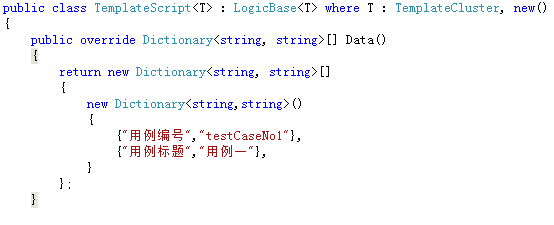 public class TemplateScript<T> : LogicBase<T> where T : TemplateCluster, new()
{
public override Dictionary<string, string>[] Data()
{
return new Dictionary<string, string>[]
{
new Dictionary<string,string>()
{
{"用例编号","testCaseNo1"},
{"用例标题","用例一"},
}
};
}